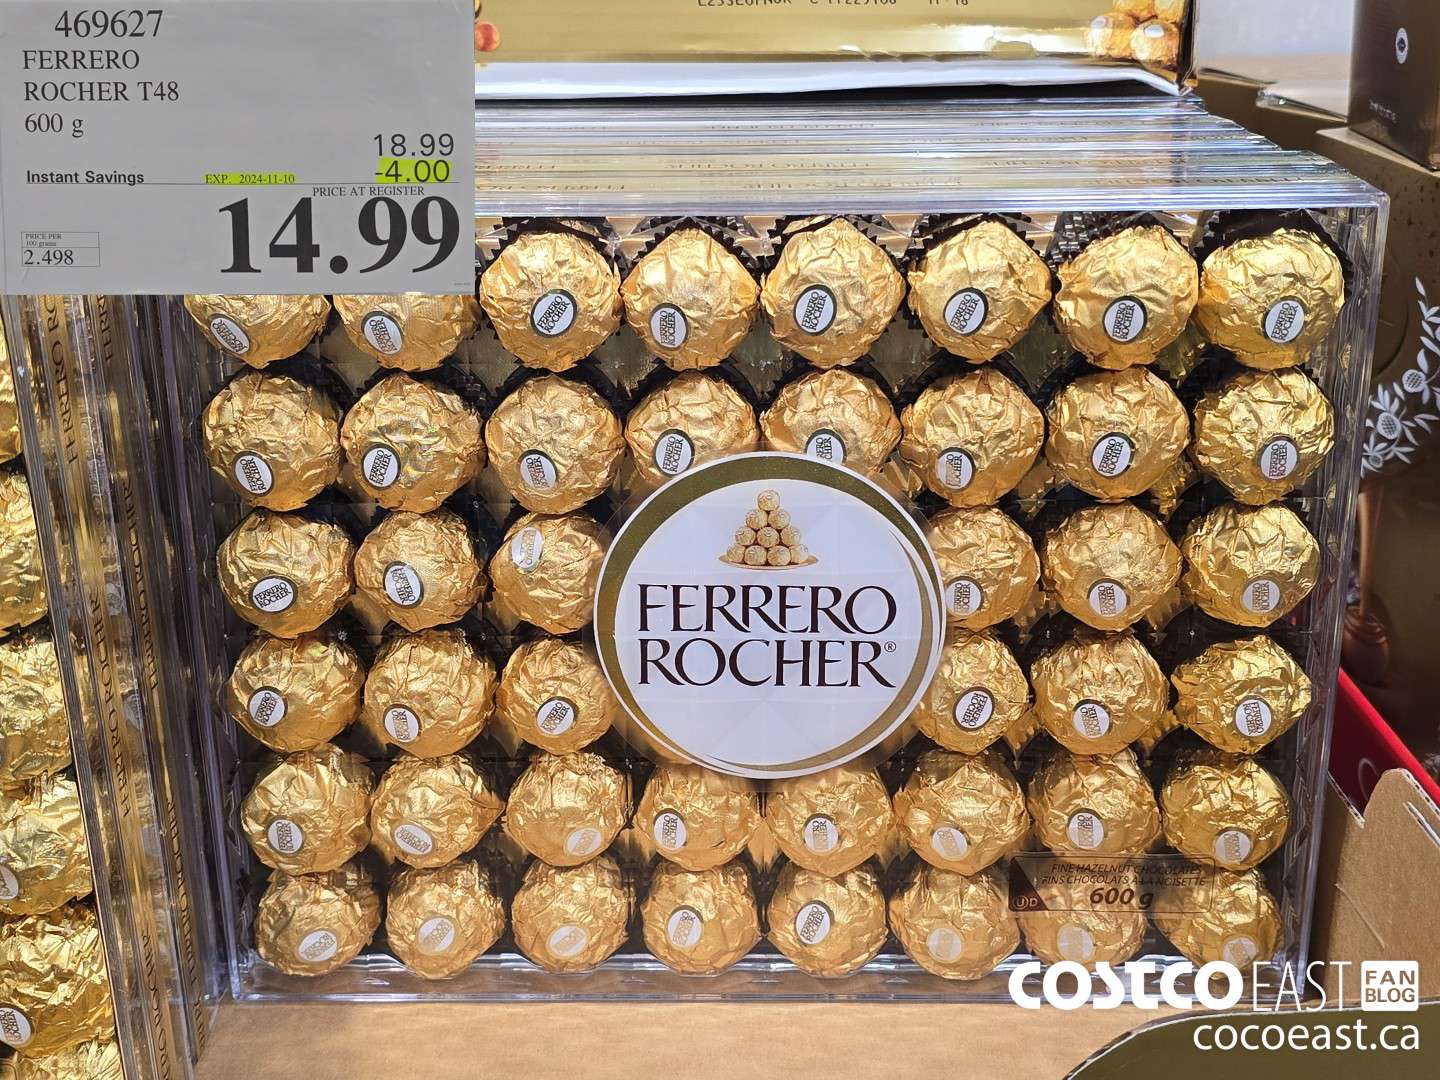 469627
FERRERO
ROCHER T48
600 g
18.99
Instant Savings EXP. 2024-11-10 -4.00
PRICE AT REGISTER
14.99
PRICE PER
100 grams
2.498
FERRERO
ROCHER®
FINE HAZELNUT CHOCOLATES
FINS CHOCOLATS À LA NOISETTE
600 g
U D
COSTCO EAST FAN BLOG
cocoeast.ca